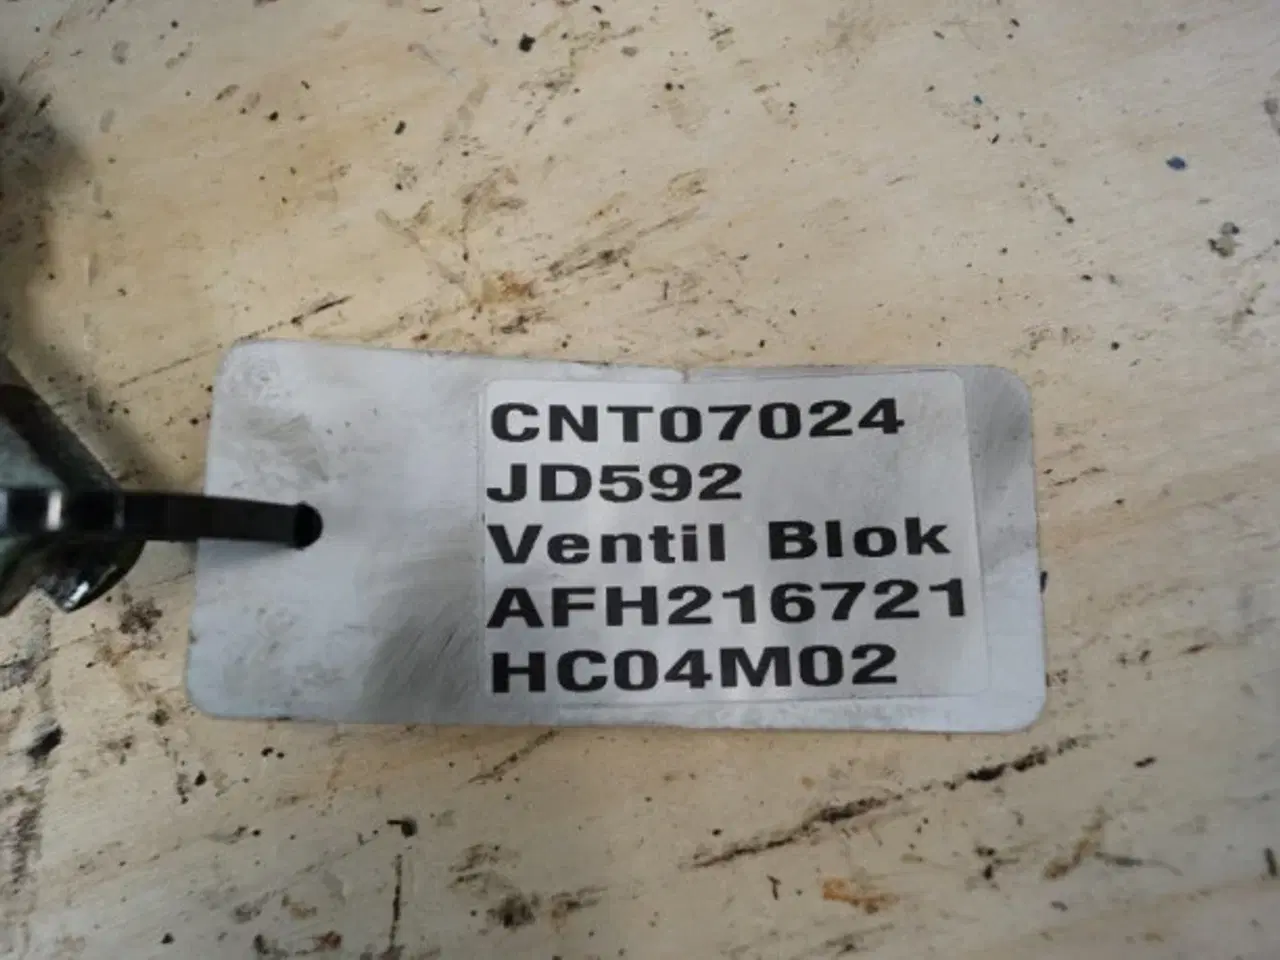 CNT07024
JD592
Ventil Blok
AFH216721
HC04M02